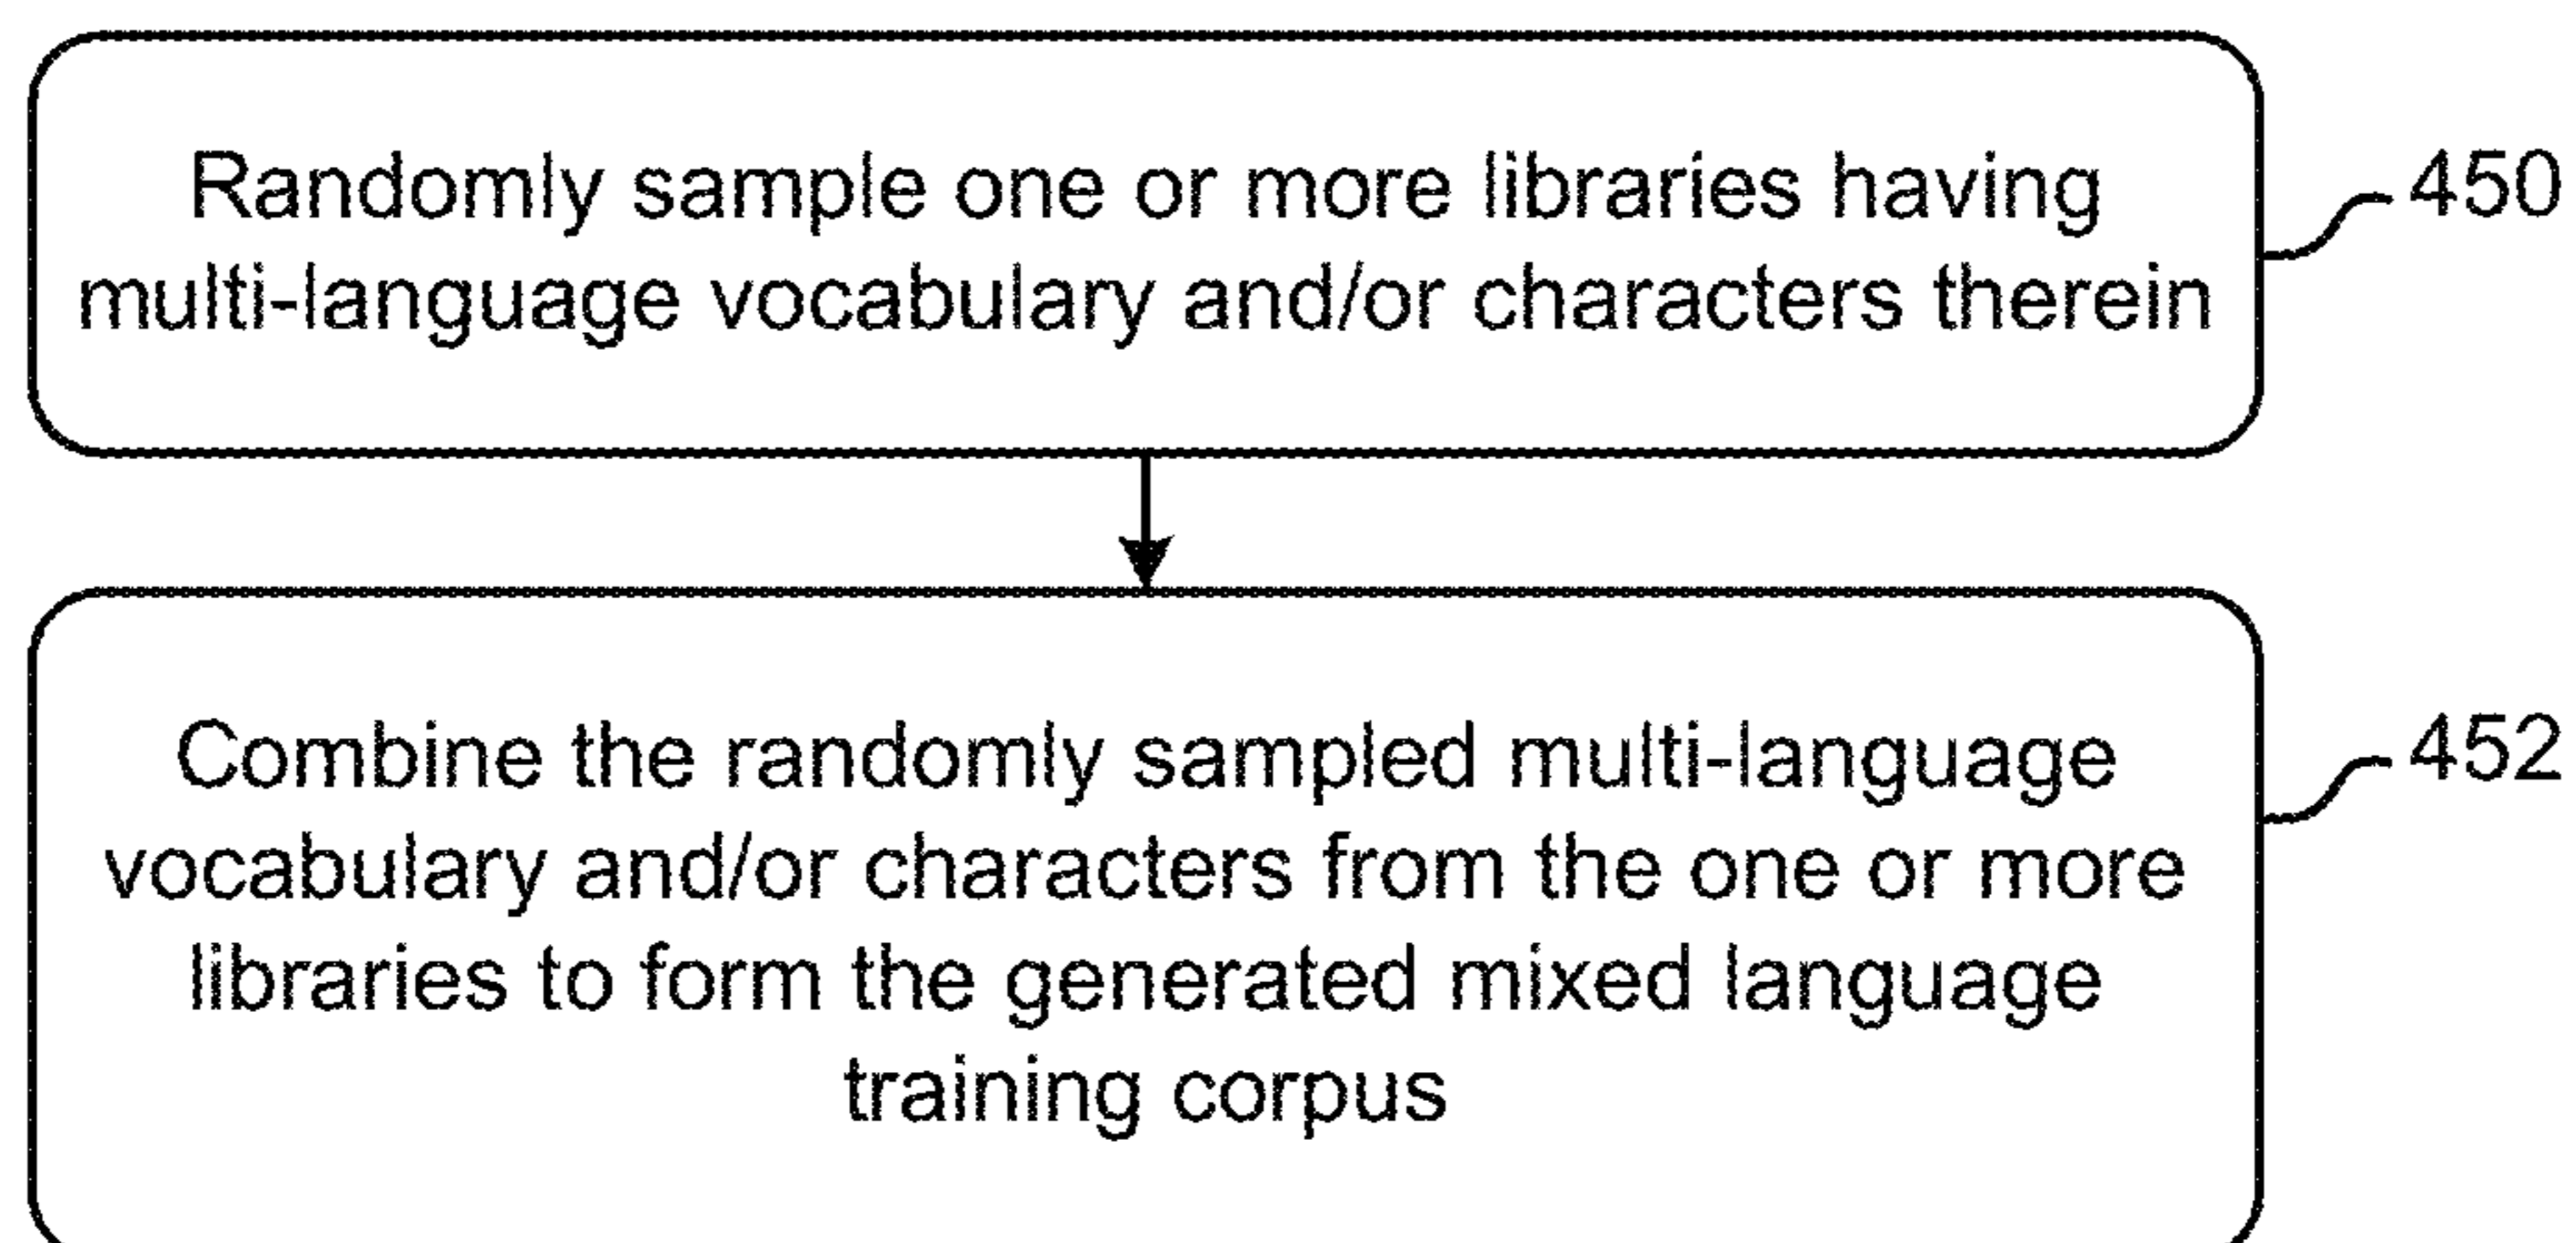 Randomly sample one or more libraries having
multi-language vocabulary and/or characters therein
450
Combine the randomly sampled multi-language
vocabulary and/or characters from the one or more
libraries to form the generated mixed language
training corpus
452